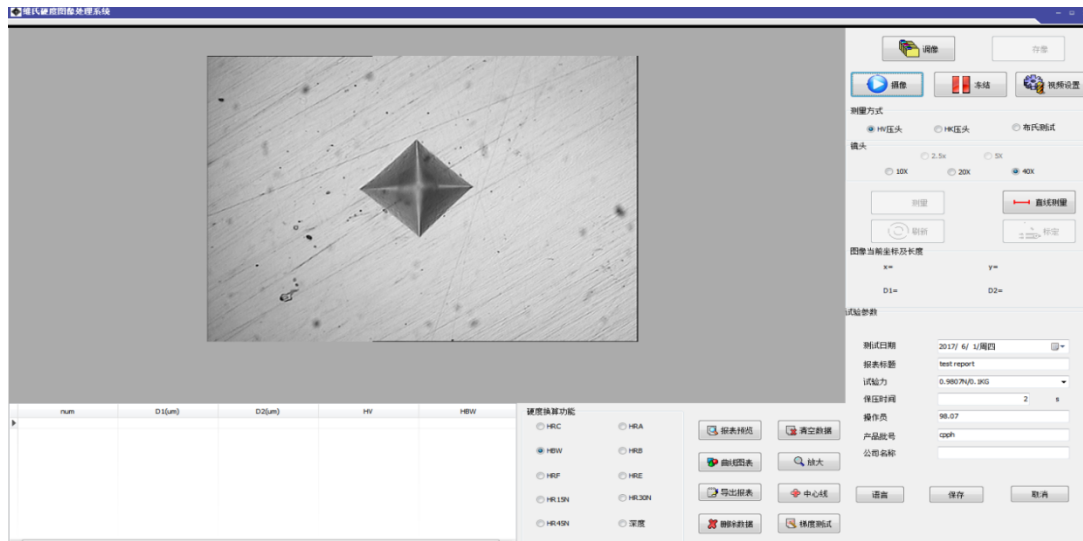 维氏硬度图像处理系统
调像
存像
摄像
冻结
视频设置
测量方式
HV压头
HK压头
布氏测试
镜头
2.5x
5X
10X
20X
40X
测量
直线测量
刷新
标定
图像当前坐标及长度
x=
y=
D1=
D2=
试验参数
测试日期
2017/ 6/ 1/周四
报表标题
test report
试验力
0.9807N/0.1KG
保压时间
2
s
操作员
98.07
产品批号
cpph
公司名称
语言
保存
取消
num
D1(um)
D2(um)
HV
HBW
硬度换算功能
HRC
HRA
HBW
HRB
HRF
HRE
HR15N
HR30N
HR45N
深度
报表预览
清空数据
曲线图表
放大
导出报表
中心线
删除数据
梯度测试